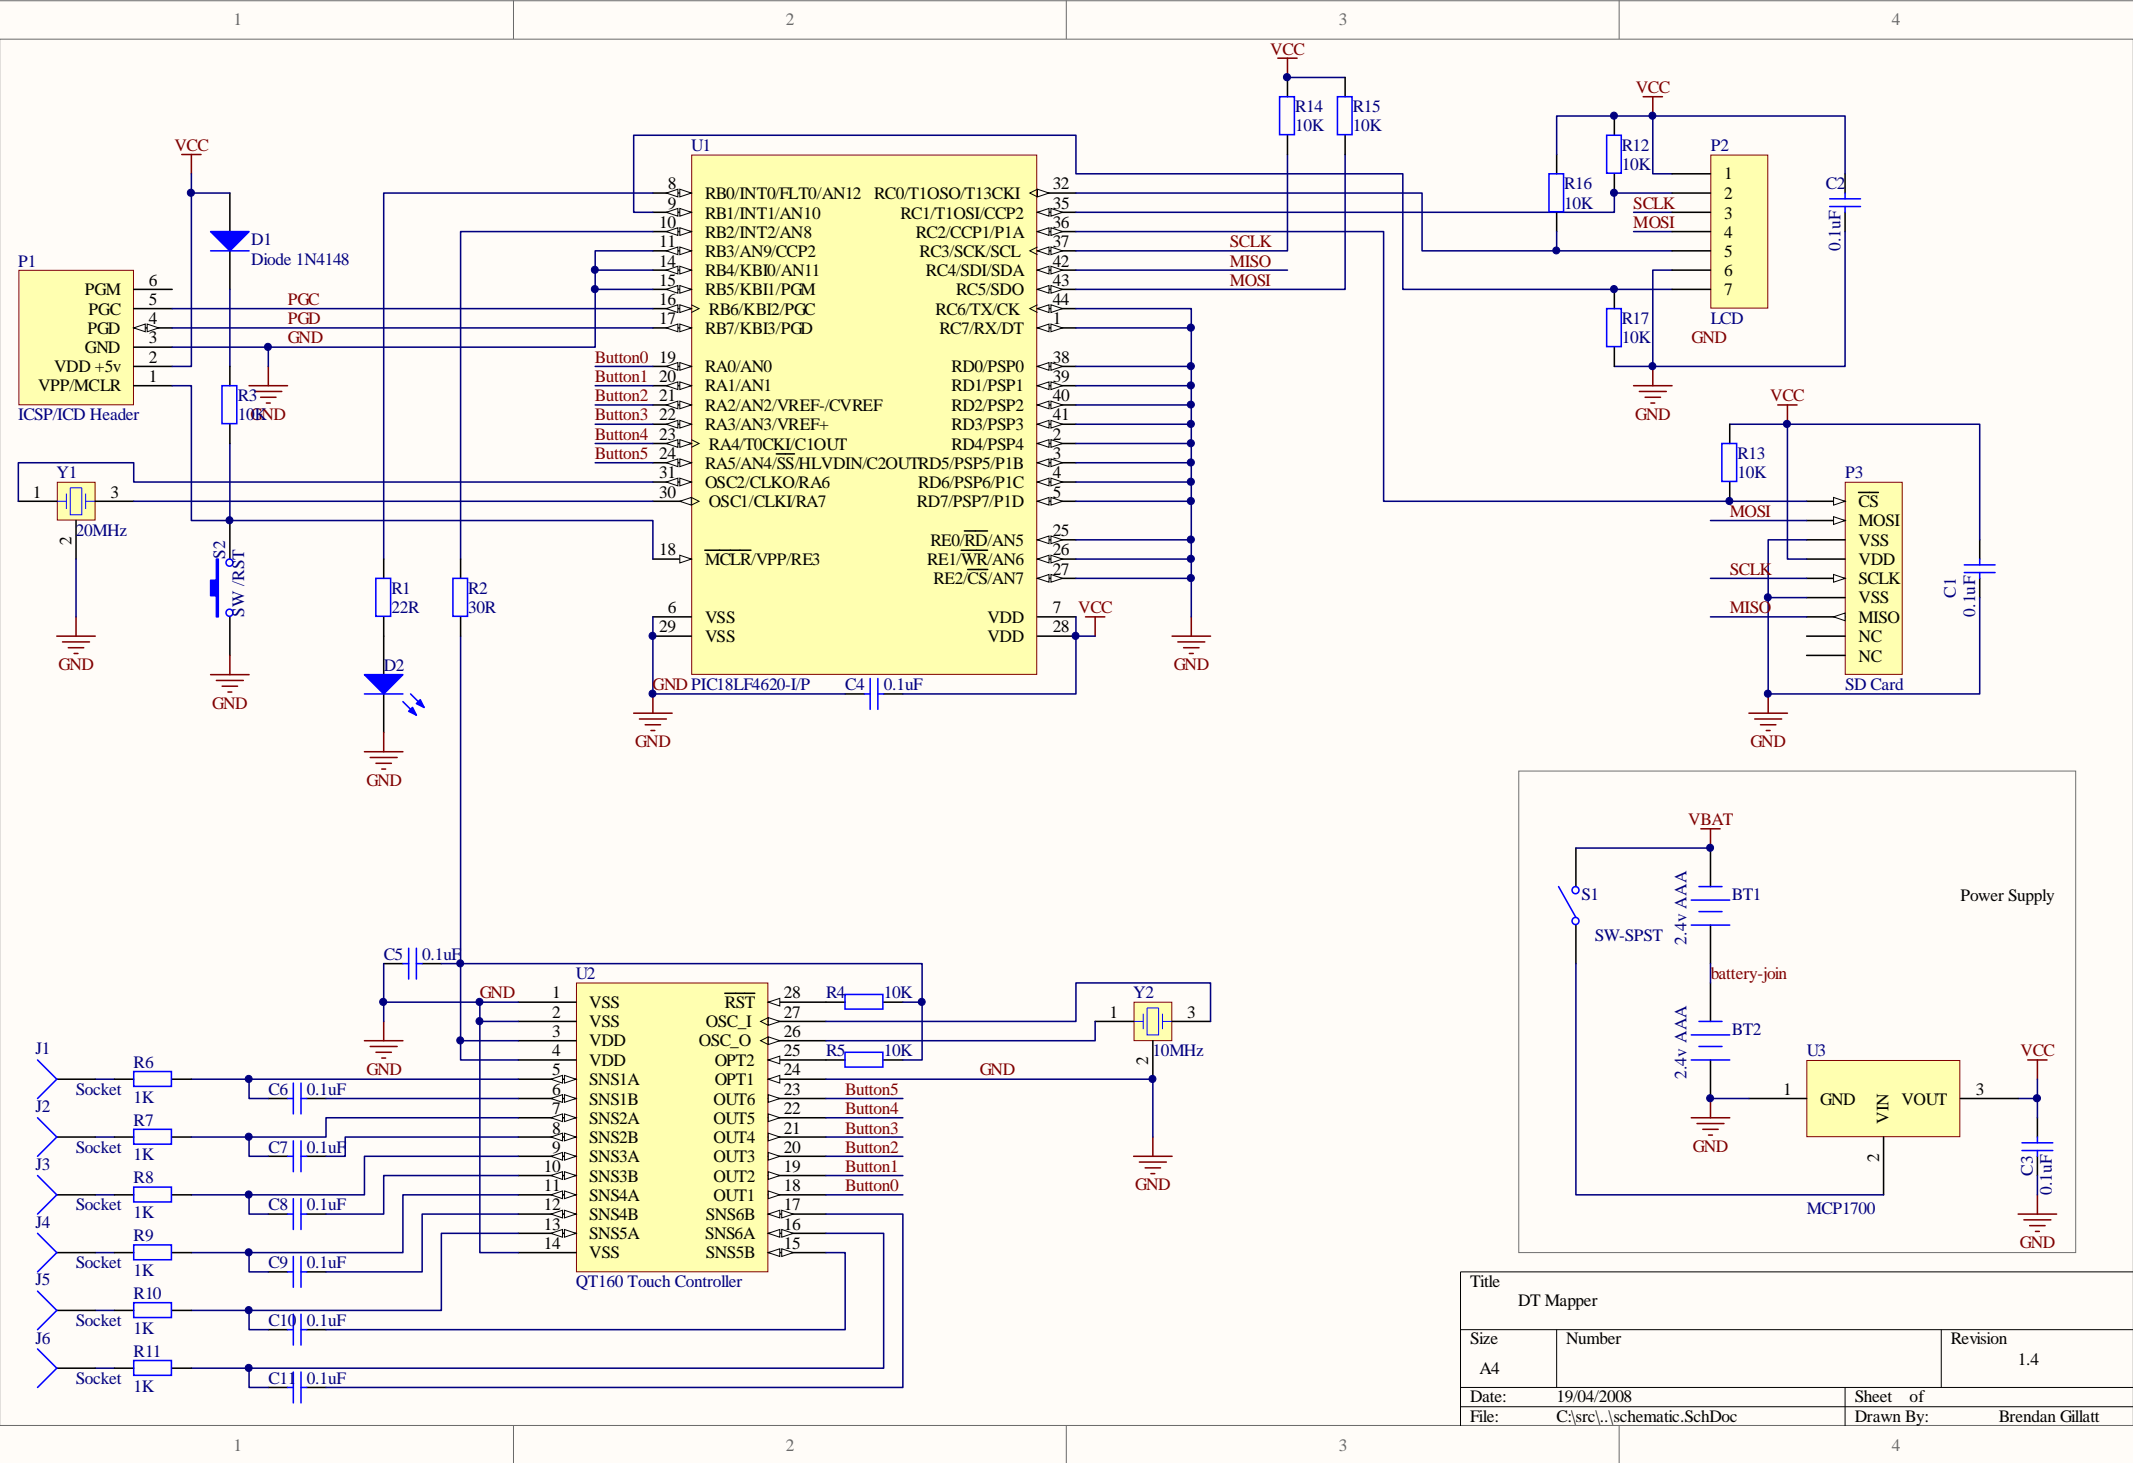 1
2
3
4
VCC
D1
Diode 1N4148
P1
PGM 6
PGC 5
PGD 4
GND 3
VDD +5v 2
VPP/MCLR 1
ICSP/ICD Header
PGC
PGD
GND
R3
10K
GND
Y1
1
3
2
20MHz
GND
S2
SW /RST
GND
R1
22R
D2
GND
R2
30R
U1
8 RB0/INT0/FLT0/AN12
9 RB1/INT1/AN10
10 RB2/INT2/AN8
11 RB3/AN9/CCP2
14 RB4/KBI0/AN11
15 RB5/KBI1/PGM
16 RB6/KBI2/PGC
17 RB7/KBI3/PGD
Button0 19 RA0/AN0
Button1 20 RA1/AN1
Button2 21 RA2/AN2/VREF-/CVREF
Button3 22 RA3/AN3/VREF+
Button4 23 RA4/T0CKI/C1OUT
Button5 24 RA5/AN4/SS/HLVDIN/C2OUT
31 OSC2/CLKO/RA6
30 OSC1/CLKI/RA7
18 MCLR/VPP/RE3
6 VSS
29 VSS
RC0/T1OSO/T13CKI 32
RC1/T1OSI/CCP2 35
RC2/CCP1/P1A 36
RC3/SCK/SCL 37 SCLK
RC4/SDI/SDA 42 MISO
RC5/SDO 43 MOSI
RC6/TX/CK 44
RC7/RX/DT 1
RD0/PSP0 38
RD1/PSP1 39
RD2/PSP2 40
RD3/PSP3 41
RD4/PSP4 2
RD5/PSP5/P1B 3
RD6/PSP6/P1C 4
RD7/PSP7/P1D 5
RE0/RD/AN5 25
RE1/WR/AN6 26
RE2/CS/AN7 27
VDD 7
VDD 28
VCC
GND
GND PIC18LF4620-I/P
C4 0.1uF
GND
VCC
R14
10K
R15
10K
VCC
R12
10K
R16
10K
P2
1
2
SCLK 3
MOSI 4
5
6
7
LCD
GND
R17
10K
C2
0.1uF
GND
VCC
R13
10K
P3
CS
MOSI MOSI
VSS
VDD
SCLK SCLK
VSS
MISO MISO
NC
NC
SD Card
C1
0.1uF
GND
C5 0.1uF
GND
GND
U2
1 VSS
2 VSS
3 VDD
4 VDD
5 SNS1A
6 SNS1B
7 SNS2A
8 SNS2B
9 SNS3A
10 SNS3B
11 SNS4A
12 SNS4B
13 SNS5A
14 VSS
RST 28
OSC_I 27
OSC_O 26
OPT2 25
OPT1 24 GND
OUT6 23 Button5
OUT5 22 Button4
OUT4 21 Button3
OUT3 20 Button2
OUT2 19 Button1
OUT1 18 Button0
SNS6B 17
SNS6A 16
SNS5B 15
QT160 Touch Controller
R4 10K
R5 10K
Y2
1
3
2
10MHz
GND
J1
Socket
R6
1K
C6 0.1uF
J2
Socket
R7
1K
C7 0.1uF
J3
Socket
R8
1K
C8 0.1uF
J4
Socket
R9
1K
C9 0.1uF
J5
Socket
R10
1K
C10 0.1uF
J6
Socket
R11
1K
C11 0.1uF
Power Supply
VBAT
S1
SW-SPST
BT1
2.4v AAA
battery-join
BT2
2.4v AAA
GND
U3
1 GND
VIN
2
VOUT 3
MCP1700
VCC
C3
0.1uF
GND
Title
DT Mapper
Size
A4
Number
Revision
1.4
Date: 19/04/2008
Sheet of
File: C:\src\..\schematic.SchDoc
Drawn By: Brendan Gillatt
1
2
3
4